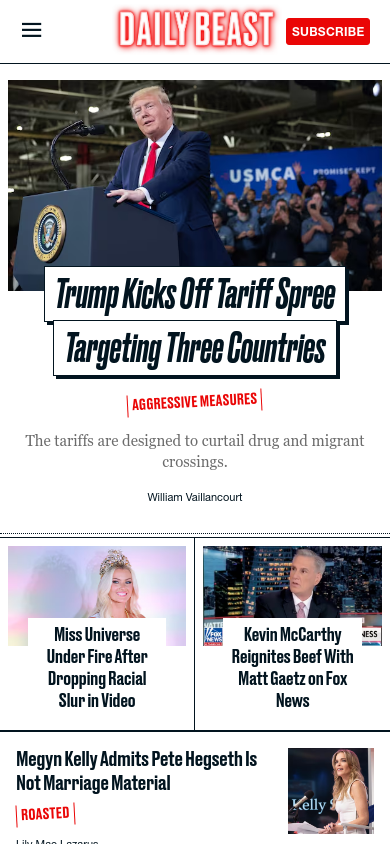 DAILY BEAST
SUBSCRIBE
USMCA
PROMISES KEPT
Trump Kicks Off Tariff Spree
Targeting Three Countries
AGGRESSIVE MEASURES
The tariffs are designed to curtail drug and migrant
crossings.
William Vaillancourt
FOX
NEWS
Miss Universe
Under Fire After
Dropping Racial
Slur in Video
Kevin McCarthy
Reignites Beef With
Matt Gaetz on Fox
News
Megyn Kelly Admits Pete Hegseth Is
Not Marriage Material
Kelly
ROASTED
Lily Mae Lazarus